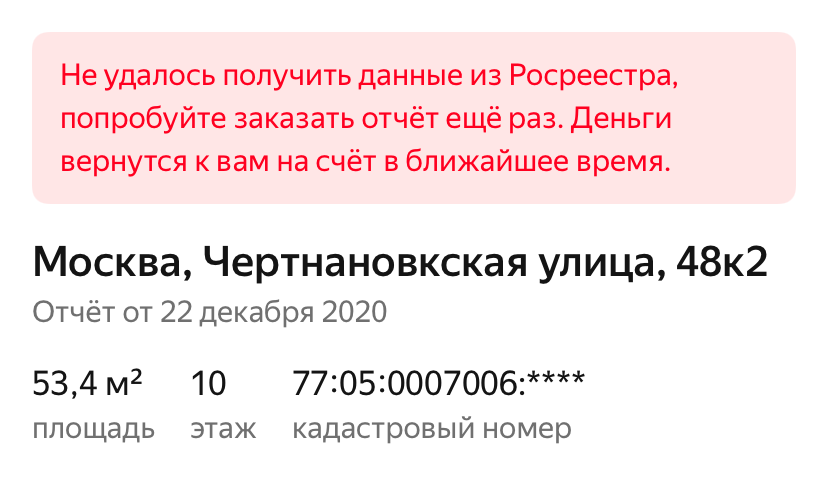 Не удалось получить данные из Росреестра,
попробуйте заказать отчёт ещё раз. Деньги
вернутся к вам на счёт в ближайшее время.
Москва, Чертнановкская улица, 48к2
Отчёт от 22 декабря 2020
53,4 м² 10 77:05:0007006:****
площадь этаж кадастровый номер